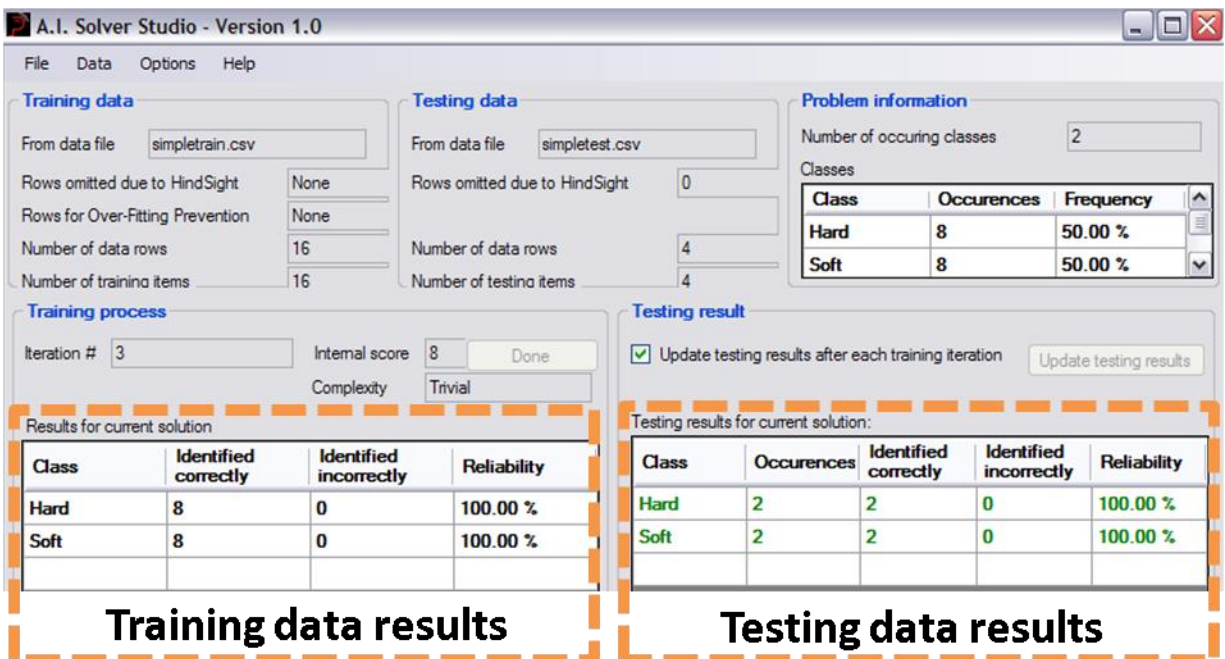 A.I. Solver Studio - Version 1.0
File Data Options Help
Training data
From data file simpletrain.csv
Rows omitted due to HindSight None
Rows for Over-Fitting Prevention None
Number of data rows 16
Number of training items 16
Testing data
From data file simpletest.csv
Rows omitted due to HindSight 0
Number of data rows 4
Number of testing items 4
Problem information
Number of occuring classes 2
Classes
Class Occurences Frequency
Hard 8 50.00 %
Soft 8 50.00 %
Training process
Iteration # 3 Internal score 8 Done
Complexity Trivial
Results for current solution
Class Identified correctly Identified incorrectly Reliability
Hard 8 0 100.00 %
Soft 8 0 100.00 %
Training data results
Testing result
Update testing results after each training iteration Update testing results
Testing results for current solution:
Class Occurences Identified correctly Identified incorrectly Reliability
Hard 2 2 0 100.00 %
Soft 2 2 0 100.00 %
Testing data results